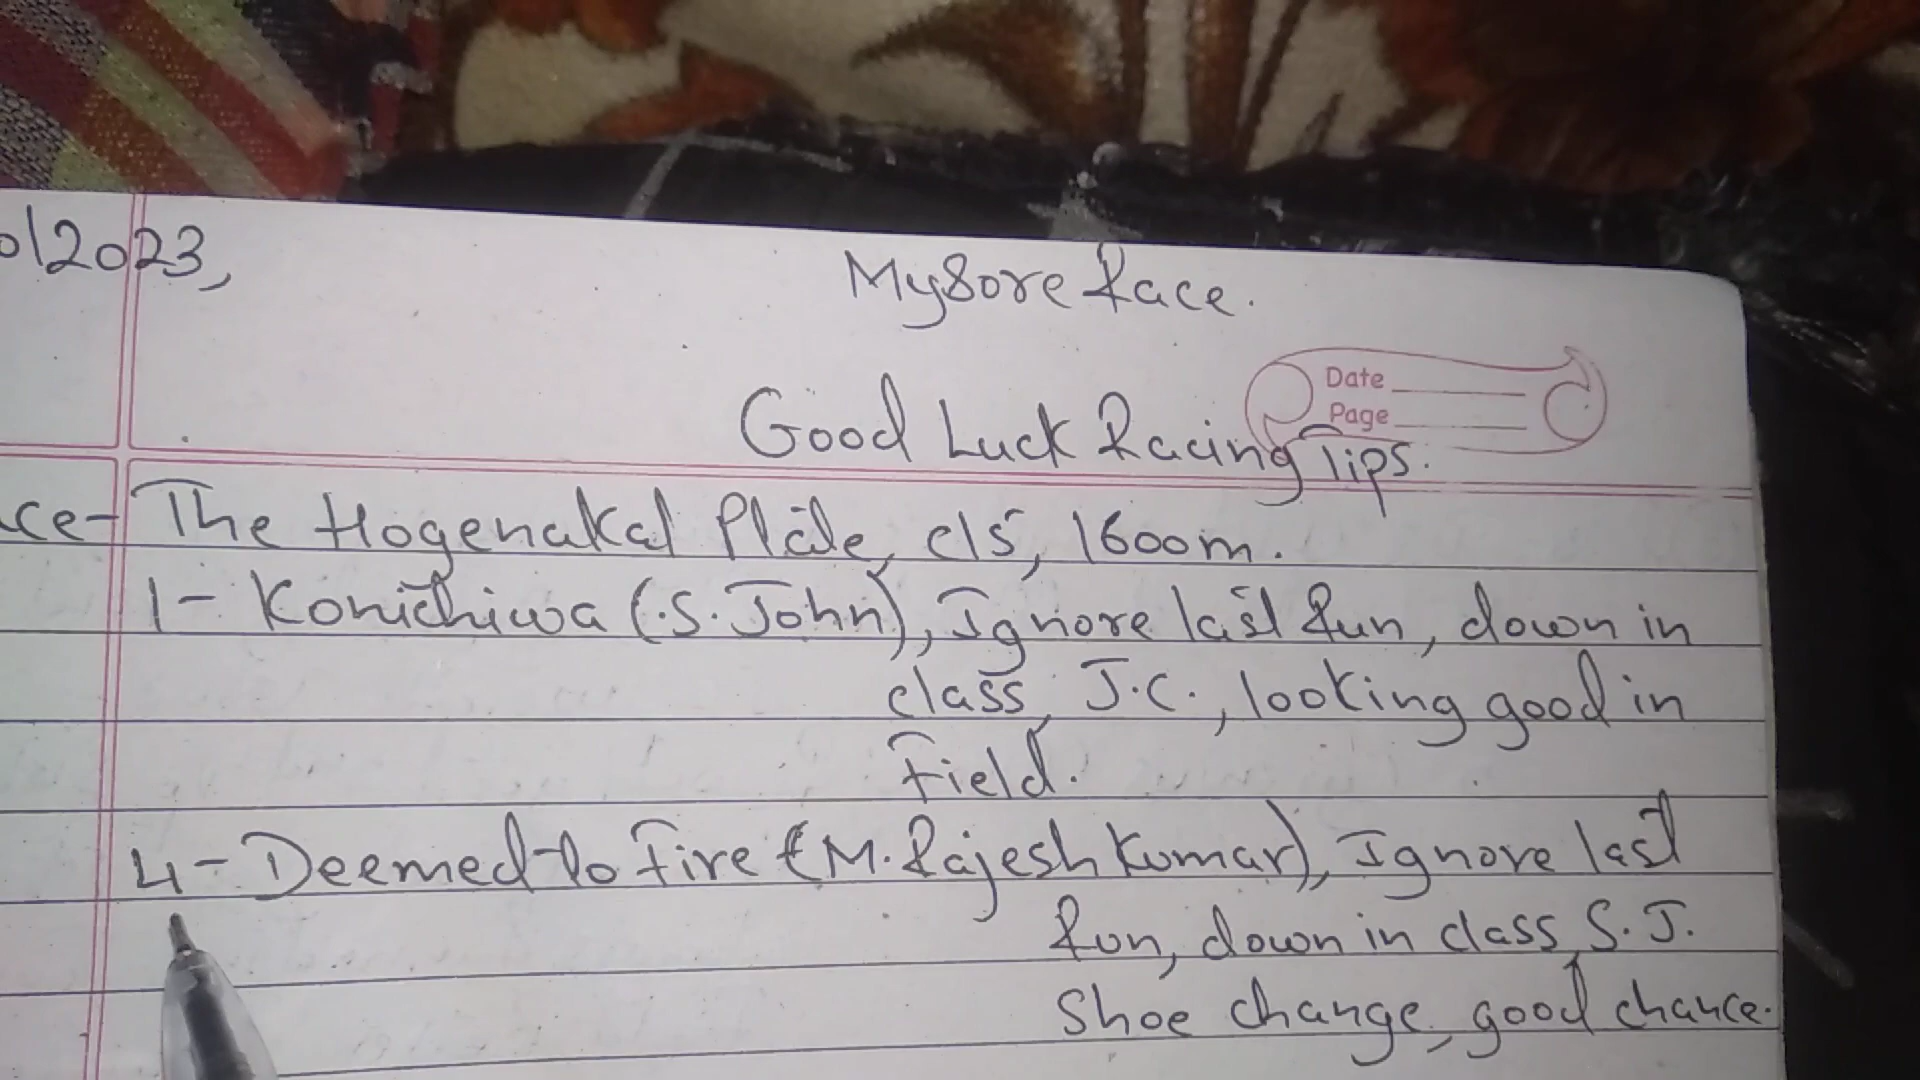 0/2023,
Mysore Race.
Date
Page
Good Luck Racing Tips.
ce- The Hogenakal Plate, c/5, 1600m.
1- Konichiwa (S. John), Ignore last Run, down in
class, J.C., looking good in
Field.
4- Deemed to Fire (M. Rajesh Kumar), Ignore last
Run, down in class, S.J.
Shoe change, good chance.